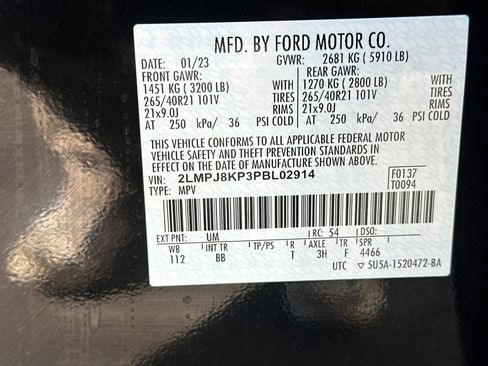 MFD. BY FORD MOTOR CO.
DATE: 01/23 GVWR: 2681 KG (5910 LB)
FRONT GAWR: REAR GAWR:
1451 KG (3200 LB) WITH 1270 KG (2800 LB) WITH
265/40R21 101V TIRES 265/40R21 101V TIRES
21x9.0J RIMS 21x9.0J RIMS
AT 250 kPa/ 36 PSI COLD AT 250 kPa/ 36 PSI COLD
THIS VEHICLE CONFORMS TO ALL APPLICABLE FEDERAL MOTOR
VEHICLE SAFETY AND THEFT PREVENTION STANDARDS IN
EFFECT ON THE DATE OF MANUFACTURE SHOWN ABOVE.
VIN: 2LMPJ8KP3PBL02914 F0137
TYPE: MPV T0094
EXT PNT: UM RC: 54 DSO:
WB INT TR TP/PS R AXLE TR SPR
112 BB T 3H F 4466
UTC 5U5A-1520472-BA